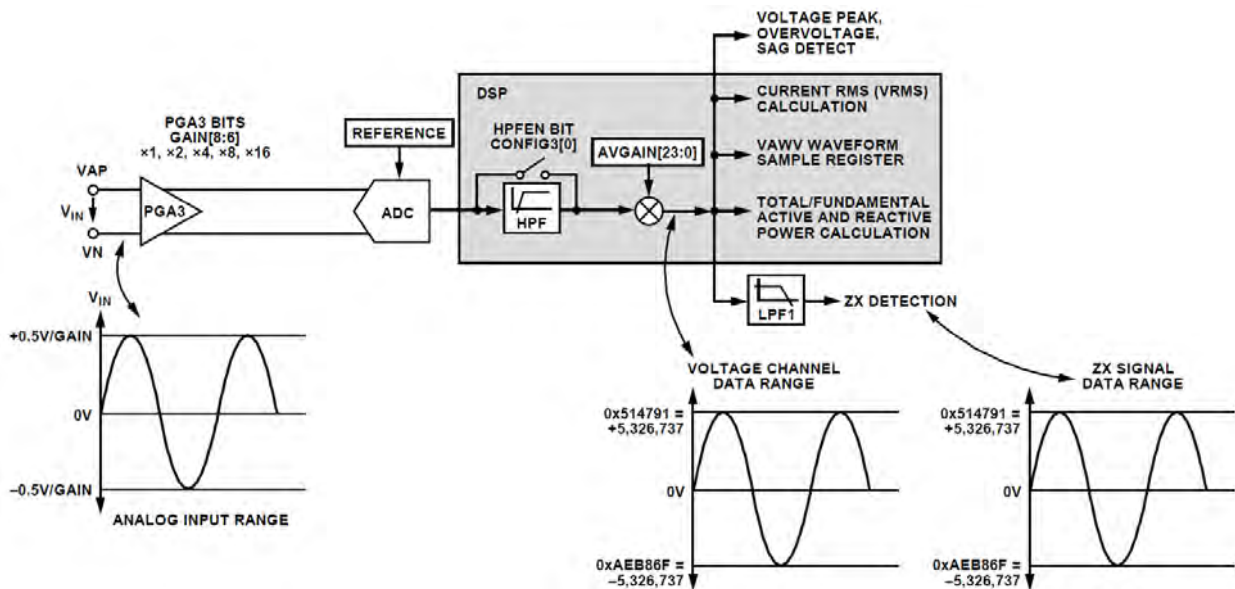 VOLTAGE PEAK,
OVERVOLTAGE,
SAG DETECT
DSP
CURRENT RMS (VRMS)
CALCULATION
PGA3 BITS
GAIN[8:6]
×1, ×2, ×4, ×8, ×16
REFERENCE
HPFEN BIT
CONFIG3[0]
AVGAIN[23:0]
VAWV WAVEFORM
SAMPLE REGISTER
VAP
VIN
VN
PGA3
ADC
HPF
TOTAL/FUNDAMENTAL
ACTIVE AND REACTIVE
POWER CALCULATION
LPF1
ZX DETECTION
VIN
+0.5V/GAIN
0V
–0.5V/GAIN
ANALOG INPUT RANGE
VOLTAGE CHANNEL
DATA RANGE
0x514791 =
+5,326,737
0V
0xAEB86F =
–5,326,737
ZX SIGNAL
DATA RANGE
0x514791 =
+5,326,737
0V
0xAEB86F =
–5,326,737